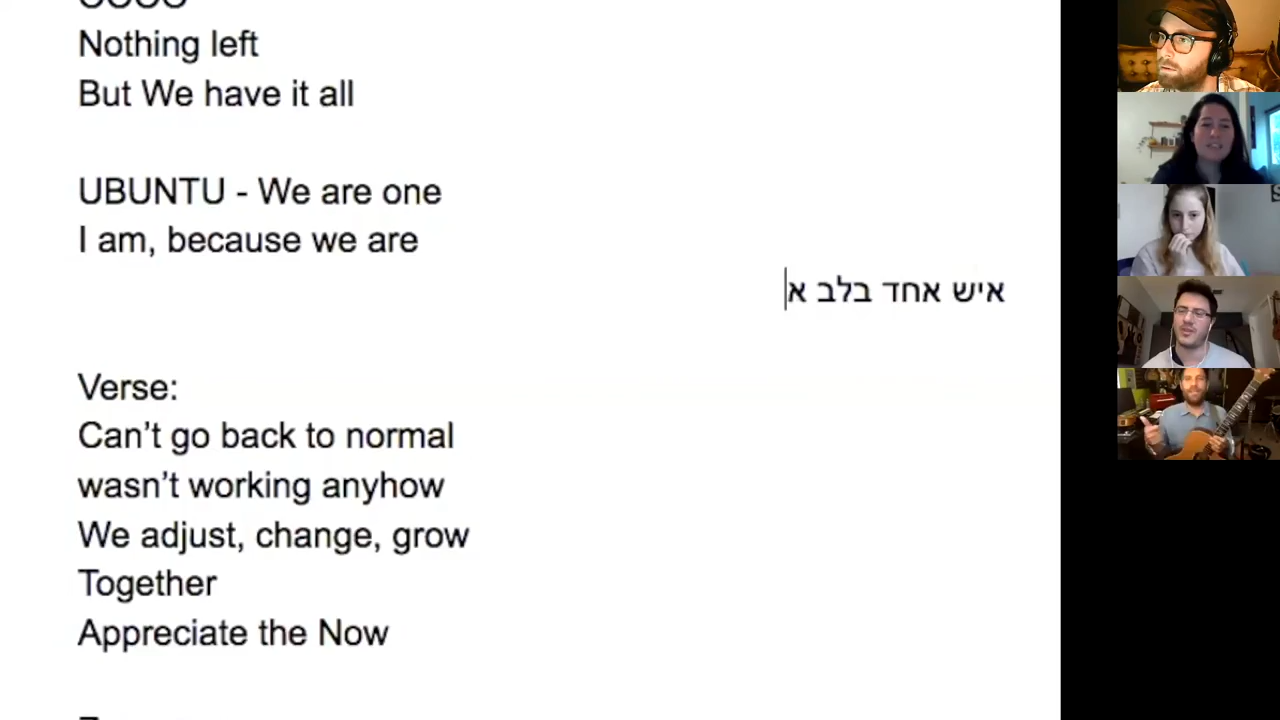 Nothing left
But We have it all
UBUNTU - We are one
I am, because we are
איש אחד בלב א
Verse:
Can’t go back to normal
wasn’t working anyhow
We adjust, change, grow
Together
Appreciate the Now